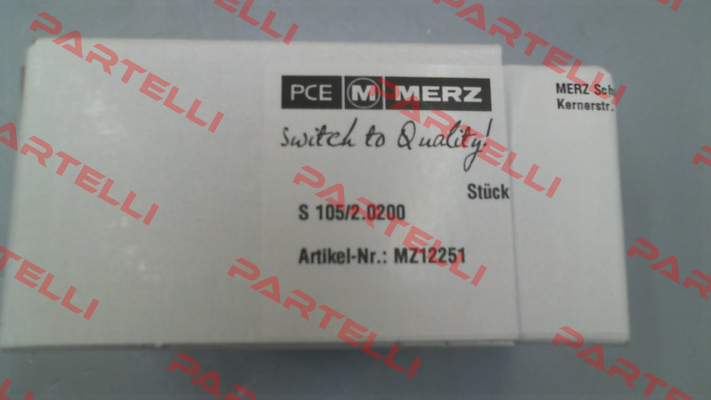 PCE M MERZ
Switch to Quality!
Stück
S 105/2.0200
Artikel-Nr.: MZ12251
MERZ Sch
Kernerstr.
PARTELLI
PARTELLI
PARTELLI
PARTELLI
PARTELLI
PARTELLI